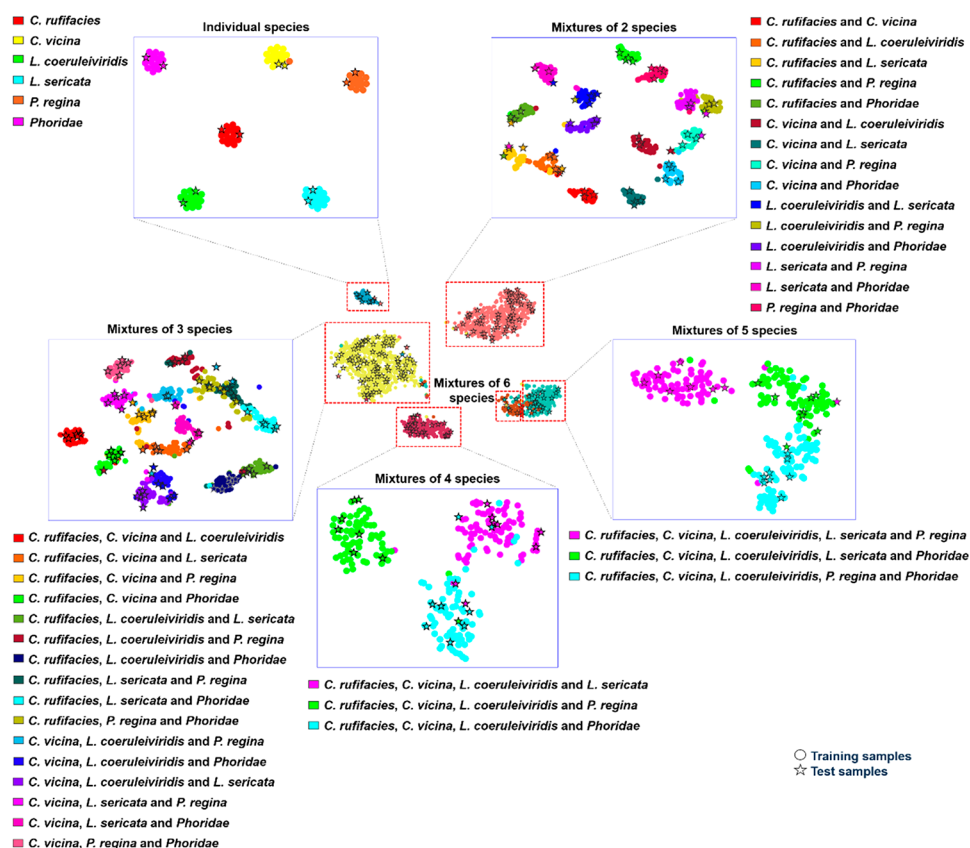 Individual species
C. rufifacies
C. vicina
L. coeruleiviridis
L. sericata
P. regina
Phoridae
Mixtures of 2 species
C. rufifacies and C. vicina
C. rufifacies and L. coeruleiviridis
C. rufifacies and L. sericata
C. rufifacies and P. regina
C. rufifacies and Phoridae
C. vicina and L. coeruleiviridis
C. vicina and L. sericata
C. vicina and P. regina
C. vicina and Phoridae
L. coeruleiviridis and L. sericata
L. coeruleiviridis and P. regina
L. coeruleiviridis and Phoridae
L. sericata and P. regina
L. sericata and Phoridae
P. regina and Phoridae
Mixtures of 3 species
C. rufifacies, C. vicina and L. coeruleiviridis
C. rufifacies, C. vicina and L. sericata
C. rufifacies, C. vicina and P. regina
C. rufifacies, C. vicina and Phoridae
C. rufifacies, L. coeruleiviridis and L. sericata
C. rufifacies, L. coeruleiviridis and P. regina
C. rufifacies, L. coeruleiviridis and Phoridae
C. rufifacies, L. sericata and P. regina
C. rufifacies, L. sericata and Phoridae
C. rufifacies, P. regina and Phoridae
C. vicina, L. coeruleiviridis and P. regina
C. vicina, L. coeruleiviridis and Phoridae
C. vicina, L. coeruleiviridis and L. sericata
C. vicina, L. sericata and P. regina
C. vicina, L. sericata and Phoridae
C. vicina, P. regina and Phoridae
Mixtures of 6
species
Mixtures of 4 species
C. rufifacies, C. vicina, L. coeruleiviridis and L. sericata
C. rufifacies, C. vicina, L. coeruleiviridis and P. regina
C. rufifacies, C. vicina, L. coeruleiviridis and Phoridae
Mixtures of 5 species
C. rufifacies, C. vicina, L. coeruleiviridis, L. sericata and P. regina
C. rufifacies, C. vicina, L. coeruleiviridis, L. sericata and Phoridae
C. rufifacies, C. vicina, L. coeruleiviridis, P. regina and Phoridae
Training samples
Test samples